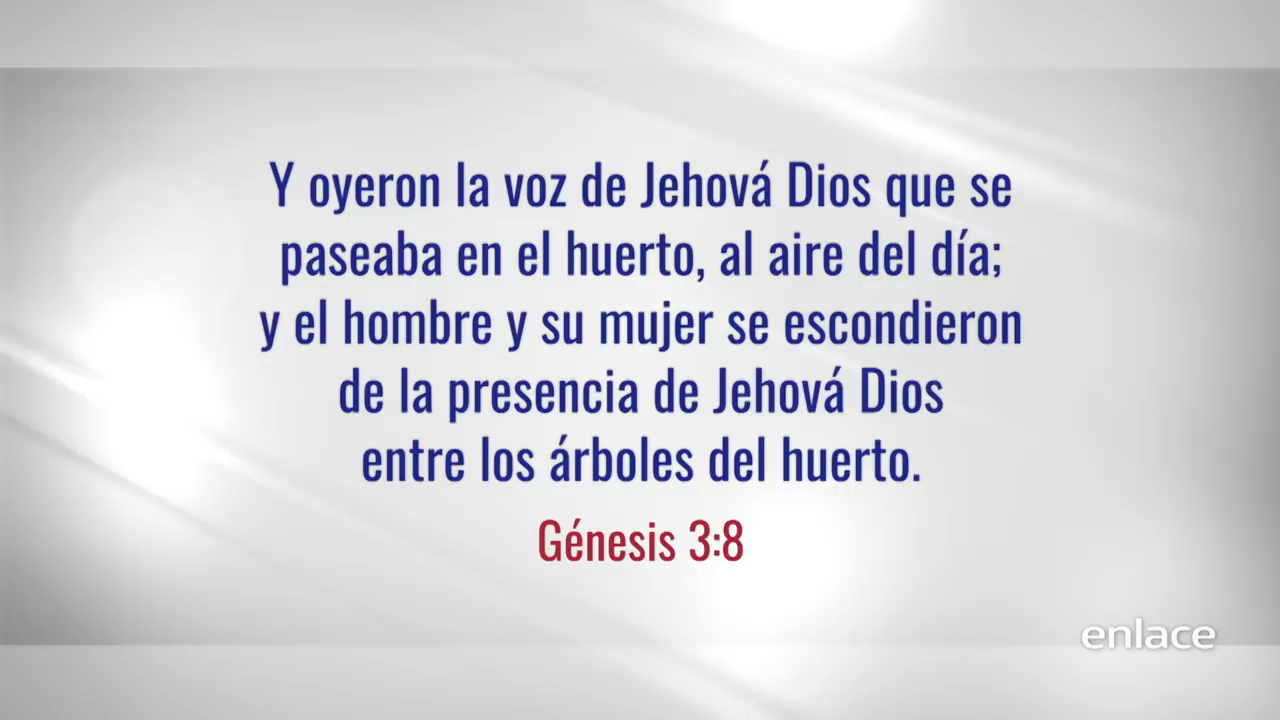 Y oyeron la voz de Jehová Dios que se
paseaba en el huerto, al aire del día;
y el hombre y su mujer se escondieron
de la presencia de Jehová Dios
entre los árboles del huerto.
Génesis 3:8
enlace